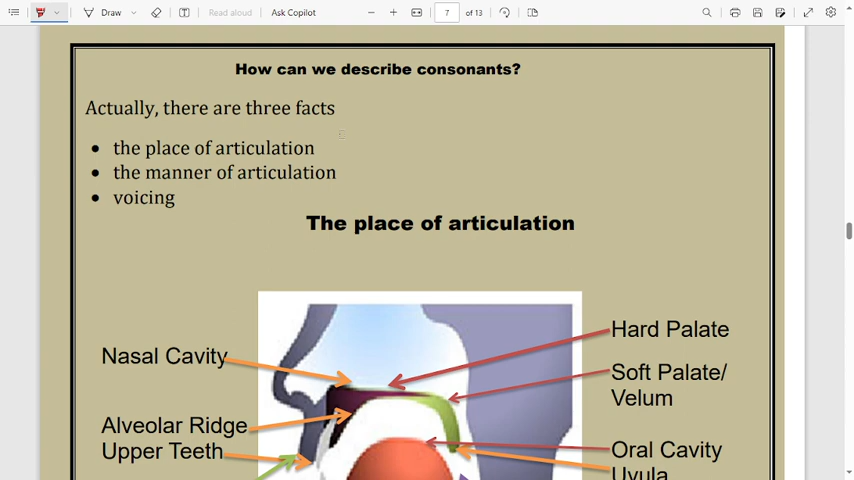 Draw
Read aloud
Ask Copilot
7
of 13
How can we describe consonants?
Actually, there are three facts
• the place of articulation
• the manner of articulation
• voicing
The place of articulation
Hard Palate
Nasal Cavity
Soft Palate/
Velum
Alveolar Ridge
Upper Teeth
Oral Cavity
Uvula